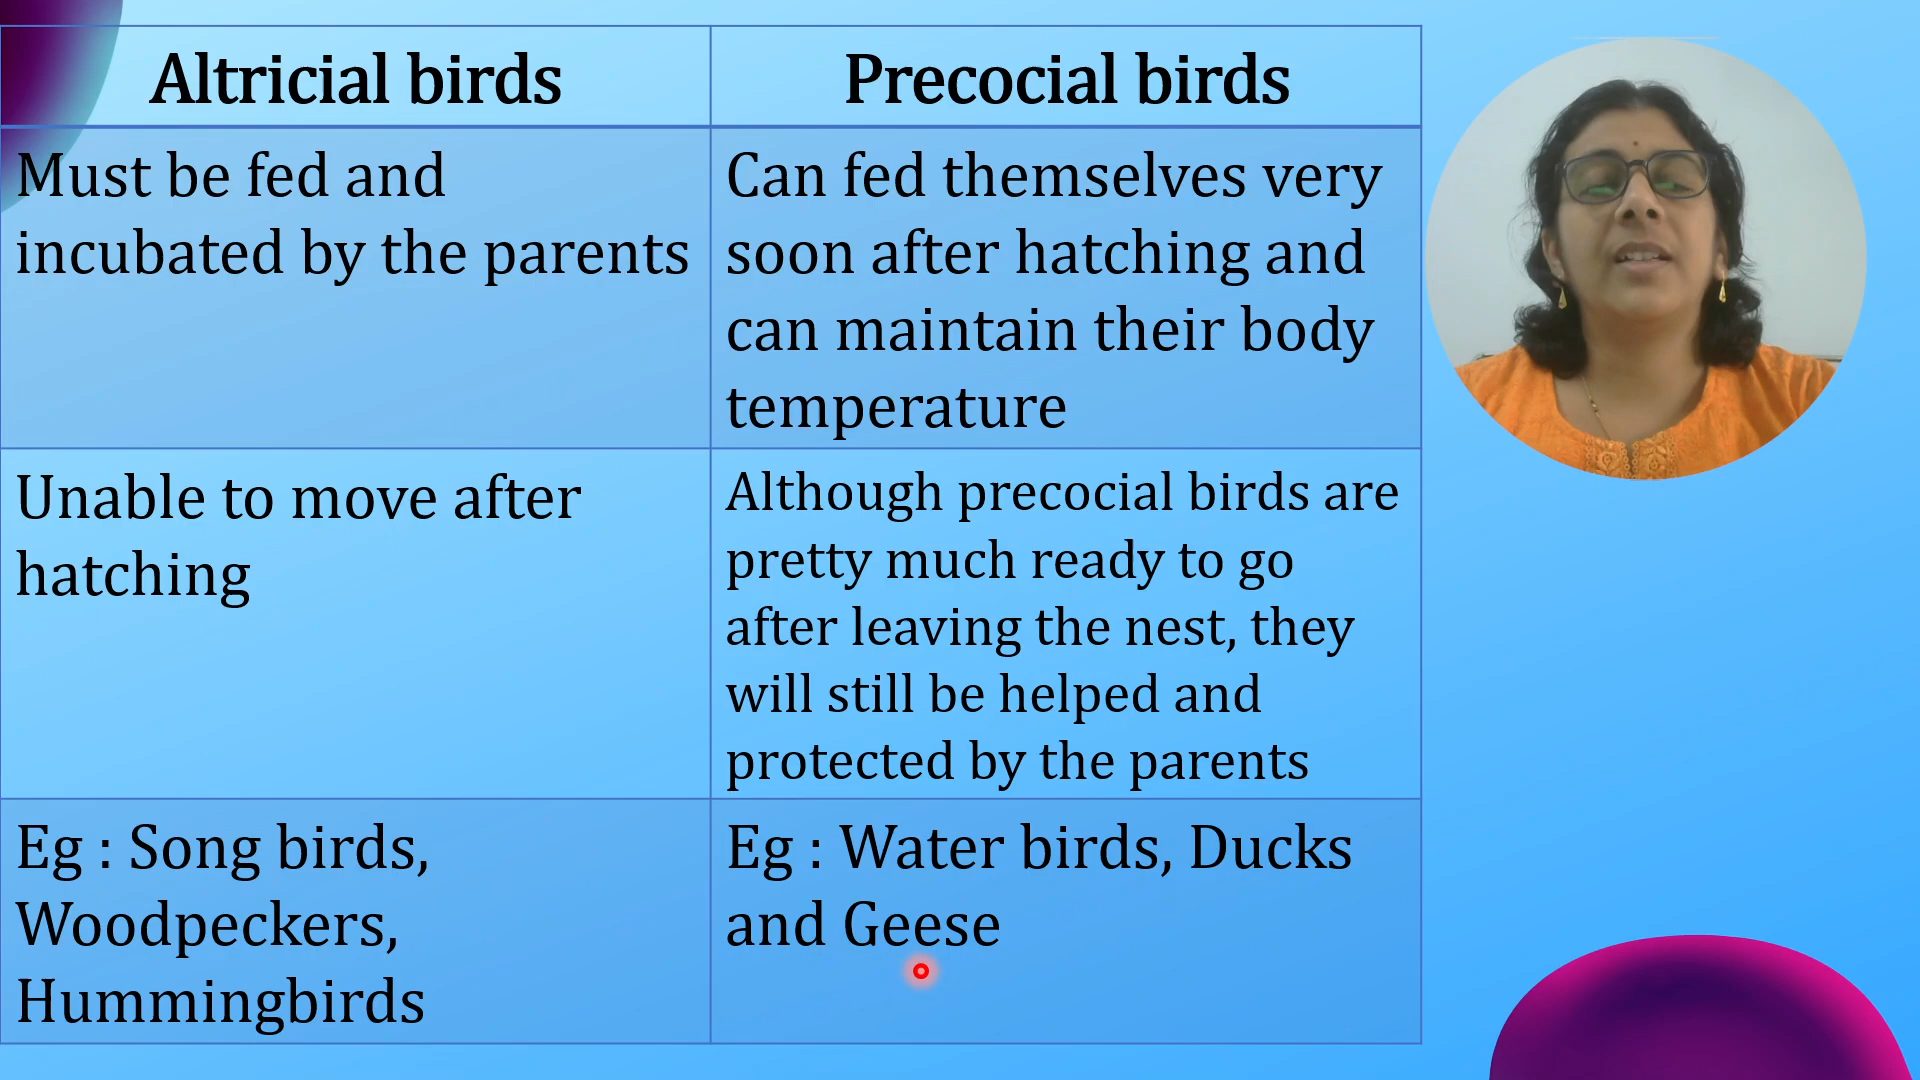 Altricial birds
Precocial birds
Must be fed and
incubated by the parents
Can fed themselves very
soon after hatching and
can maintain their body
temperature
Unable to move after
hatching
Although precocial birds are
pretty much ready to go
after leaving the nest, they
will still be helped and
protected by the parents
Eg : Song birds,
Woodpeckers,
Hummingbirds
Eg : Water birds, Ducks
and Geese